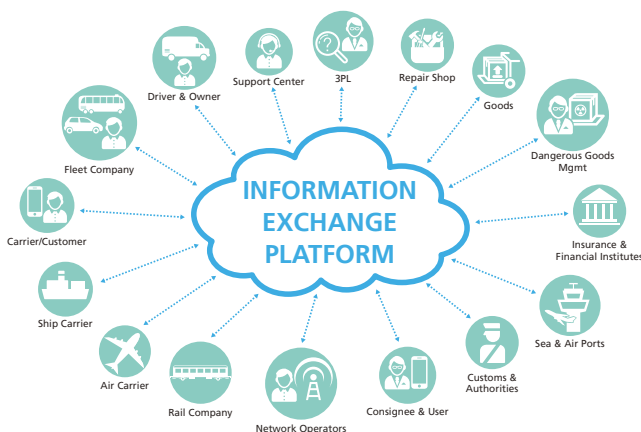 3PL
Support Center
Repair Shop
Driver & Owner
Goods
Fleet Company
Dangerous Goods
Mgmt
INFORMATION
EXCHANGE
PLATFORM
Carrier/Customer
Insurance &
Financial Institutes
Ship Carrier
Sea & Air Ports
Air Carrier
Customs &
Authorities
Rail Company
Consignee & User
Network Operators